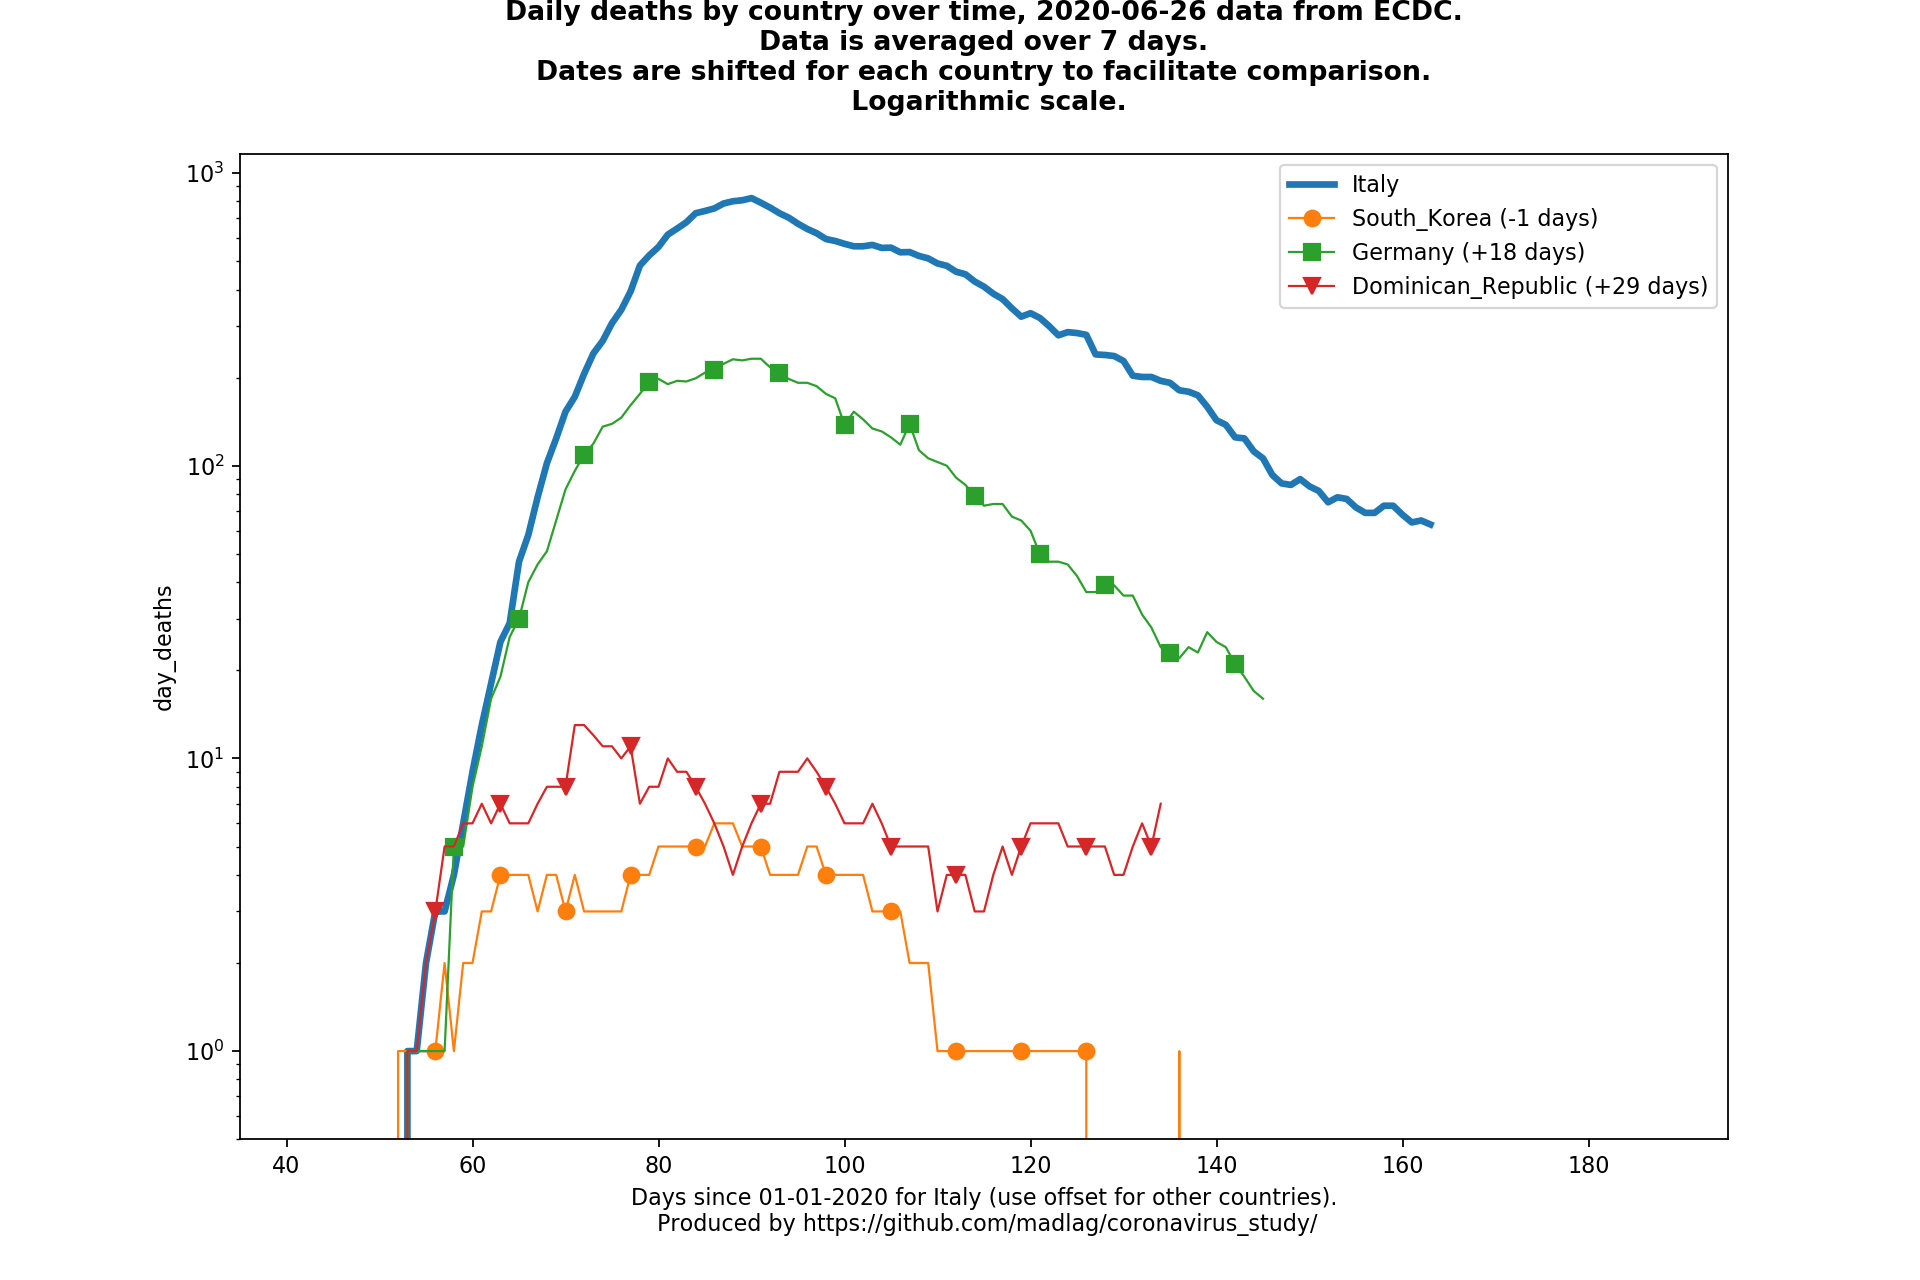 Daily deaths by country over time, 2020-06-26 data from ECDC.
Data is averaged over 7 days.
Dates are shifted for each country to facilitate comparison.
Logarithmic scale.
10³
10²
10¹
10⁰
day_deaths
Italy
South_Korea (-1 days)
Germany (+18 days)
Dominican_Republic (+29 days)
40 60 80 100 120 140 160 180
Days since 01-01-2020 for Italy (use offset for other countries).
Produced by https://github.com/madlag/coronavirus_study/